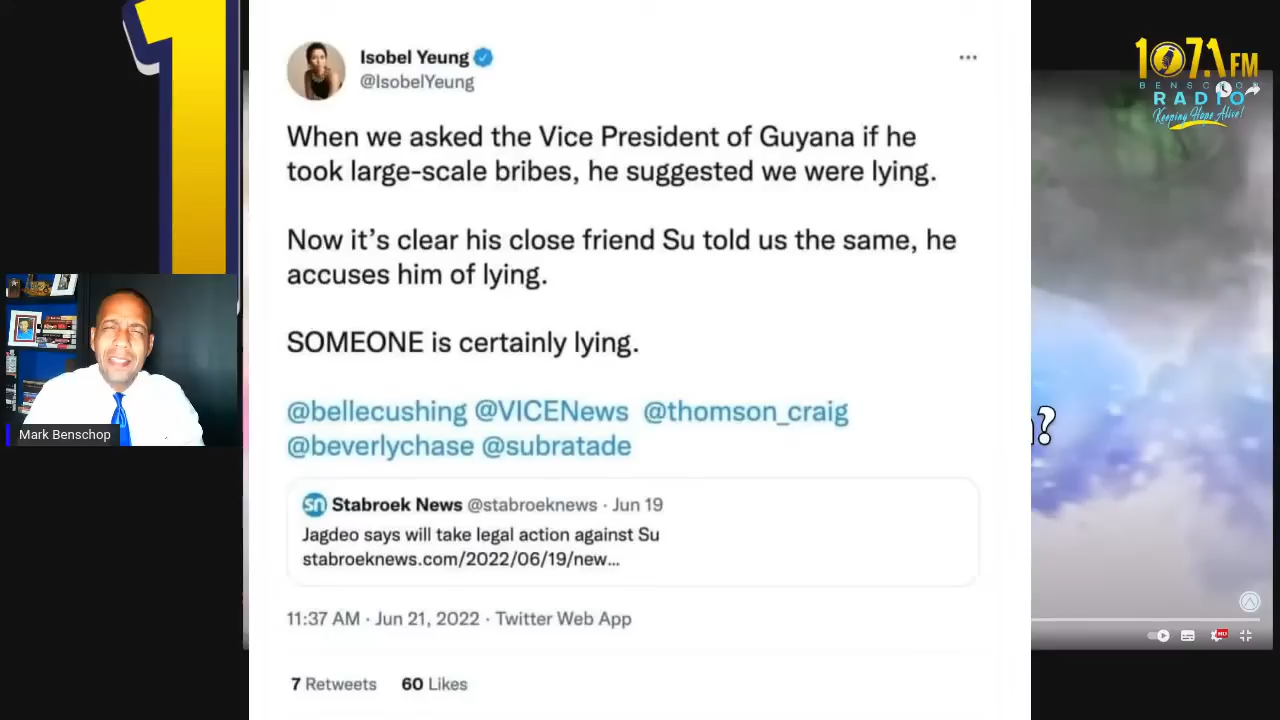 1
Isobel Yeung
@IsobelYeung
When we asked the Vice President of Guyana if he
took large-scale bribes, he suggested we were lying.
Now it's clear his close friend Su told us the same, he
accuses him of lying.
SOMEONE is certainly lying.
@bellecushing @VICENews @thomson_craig
@beverlychase @subratade
sn Stabroek News @stabroeknews · Jun 19
Jagdeo says will take legal action against Su
stabroeknews.com/2022/06/19/new...
11:37 AM · Jun 21, 2022 · Twitter Web App
7 Retweets 60 Likes
Mark Benschop
107.1 FM
BENSCHOP
RADIO
Keeping Hope Alive!
?
HD